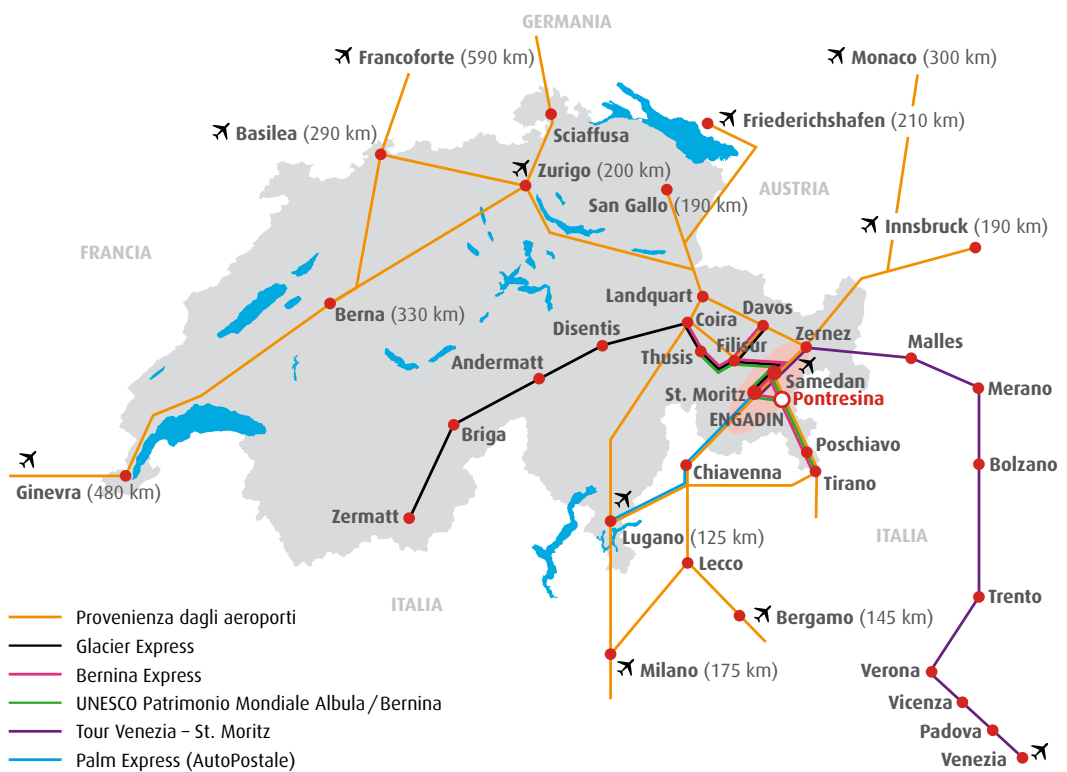 GERMANIA
Francoforte (590 km)
Monaco (300 km)
Basilea (290 km)
Sciaffusa
Friederichshafen (210 km)
Zurigo (200 km)
AUSTRIA
San Gallo (190 km)
Innsbruck (190 km)
FRANCIA
Landquart
Davos
Berna (330 km)
Coira
Disentis
Zernez
Filisur
Malles
Thusis
Andermatt
Samedan
Merano
St. Moritz
Pontresina
ENGADIN
Briga
Poschiavo
Bolzano
Chiavenna
Tirano
Ginevra (480 km)
Zermatt
Lugano (125 km)
ITALIA
Lecco
Trento
ITALIA
Bergamo (145 km)
Milano (175 km)
Verona
Vicenza
Padova
Venezia
Provenienza dagli aeroporti
Glacier Express
Bernina Express
UNESCO Patrimonio Mondiale Albula / Bernina
Tour Venezia – St. Moritz
Palm Express (AutoPostale)